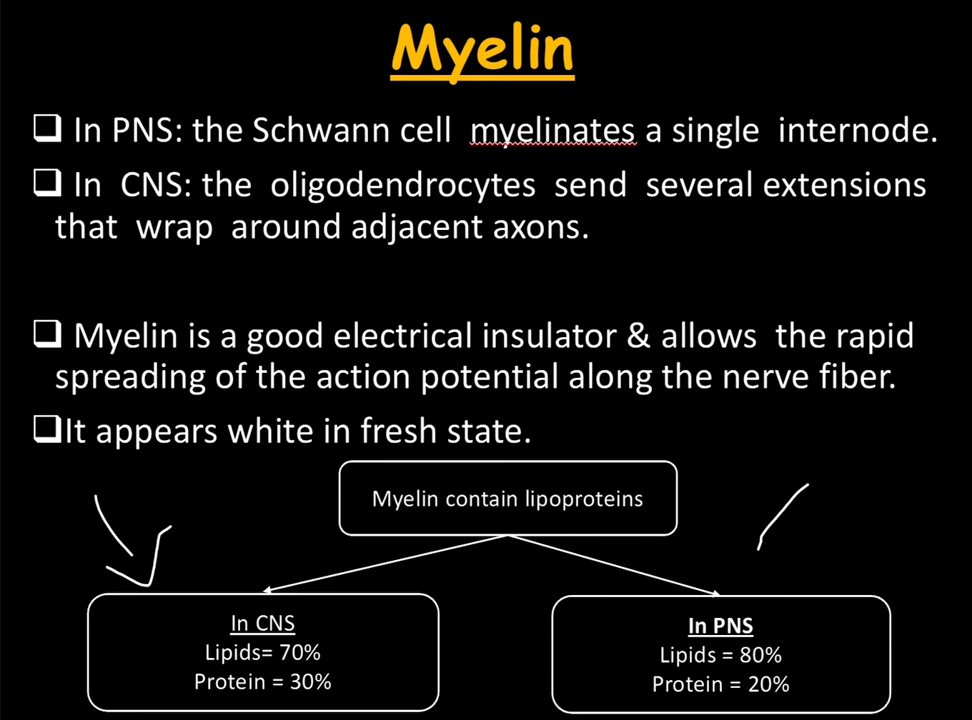 Myelin
❑ In PNS: the Schwann cell myelinates a single internode.
❑ In CNS: the oligodendrocytes send several extensions
that wrap around adjacent axons.
❑ Myelin is a good electrical insulator & allows the rapid
spreading of the action potential along the nerve fiber.
❑It appears white in fresh state.
Myelin contain lipoproteins
In CNS
Lipids= 70%
Protein = 30%
In PNS
Lipids = 80%
Protein = 20%